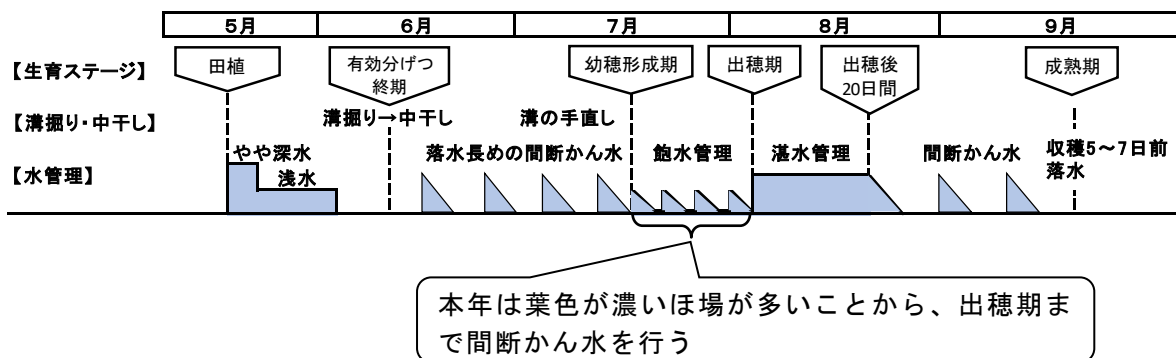 5月 6月 7月 8月 9月
【生育ステージ】
田植
有効分げつ
終期
幼穂形成期
出穂期
出穂後
20日間
成熟期
【溝掘り・中干し】
溝掘り→中干し
溝の手直し
【水管理】
やや深水
浅水
落水長めの間断かん水
飽水管理
湛水管理
間断かん水
収穫5～7日前
落水
本年は葉色が濃いほ場が多いことから、出穂期ま
で間断かん水を行う